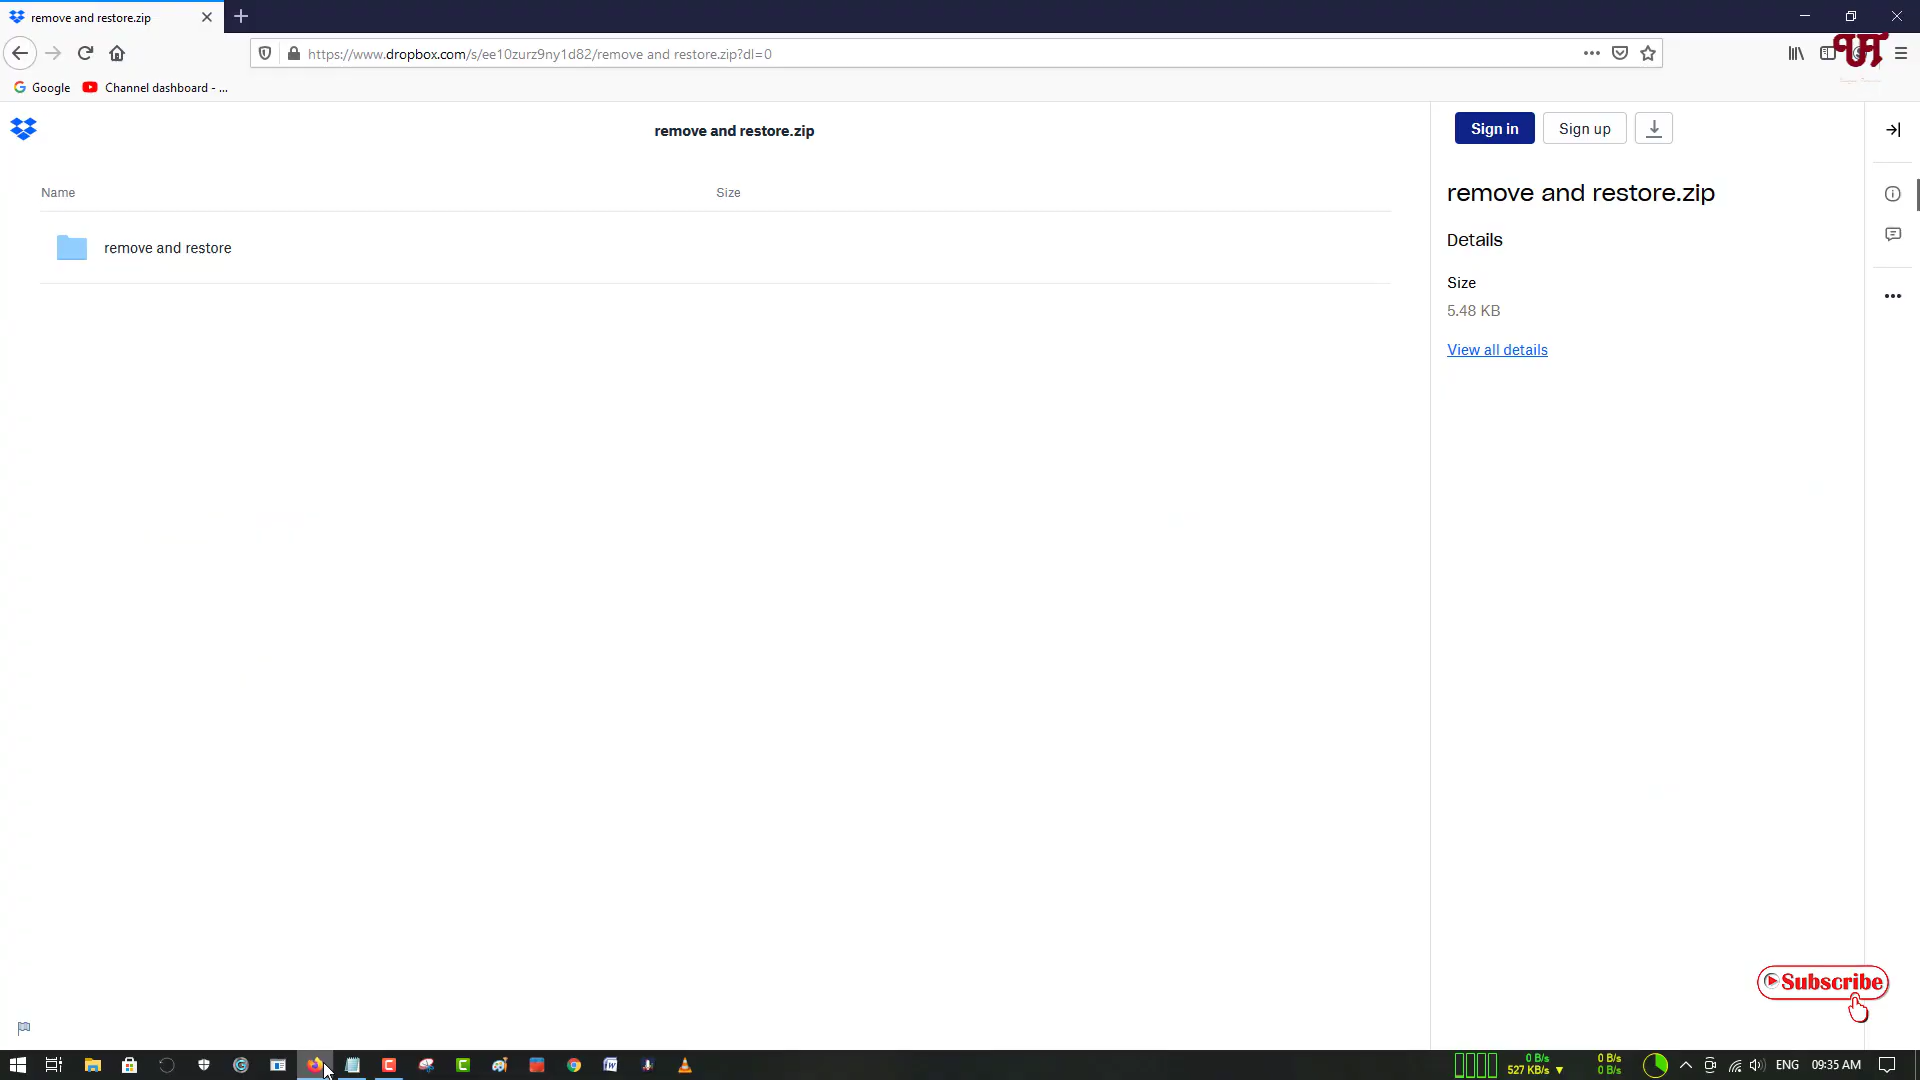 remove and restore.zip
https://www.dropbox.com/s/ee10zurz9ny1d82/remove and restore.zip?dl=0
Google
Channel dashboard - ...
remove and restore.zip
Sign in
Sign up
Name
Size
remove and restore
remove and restore.zip
Details
Size
5.48 KB
View all details
Subscribe
0 B/s
527 KB/s
0 B/s
0 B/s
ENG
09:35 AM